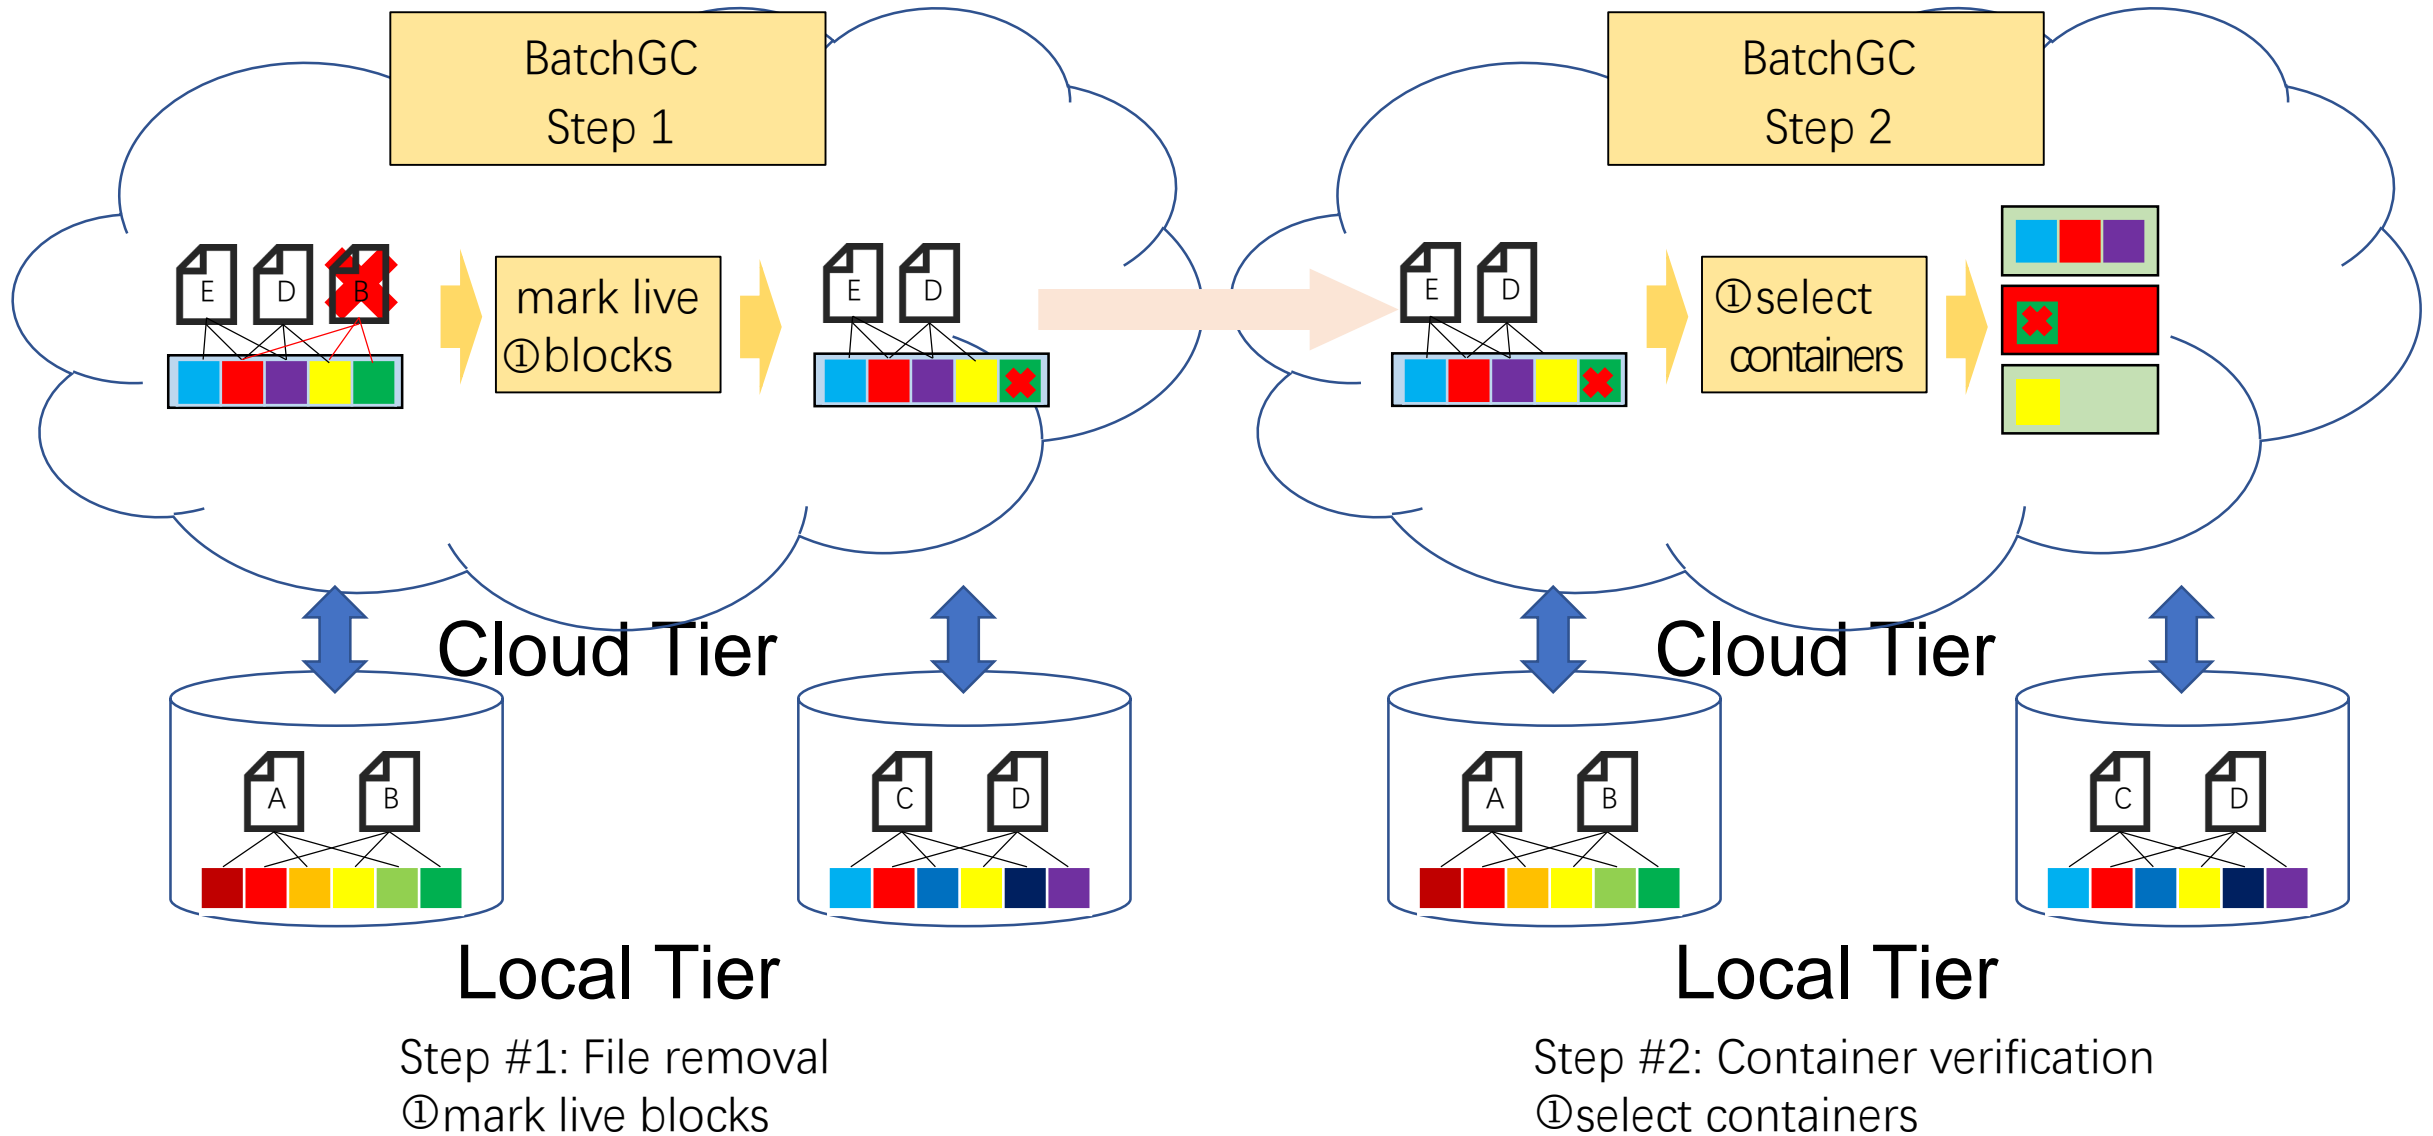 BatchGC
Step 1
BatchGC
Step 2
E
D
B
mark live
①blocks
E
D
E
D
①select
containers
Cloud Tier
Cloud Tier
A
B
C
D
A
B
C
D
Local Tier
Local Tier
Step #1: File removal
①mark live blocks
Step #2: Container verification
①select containers